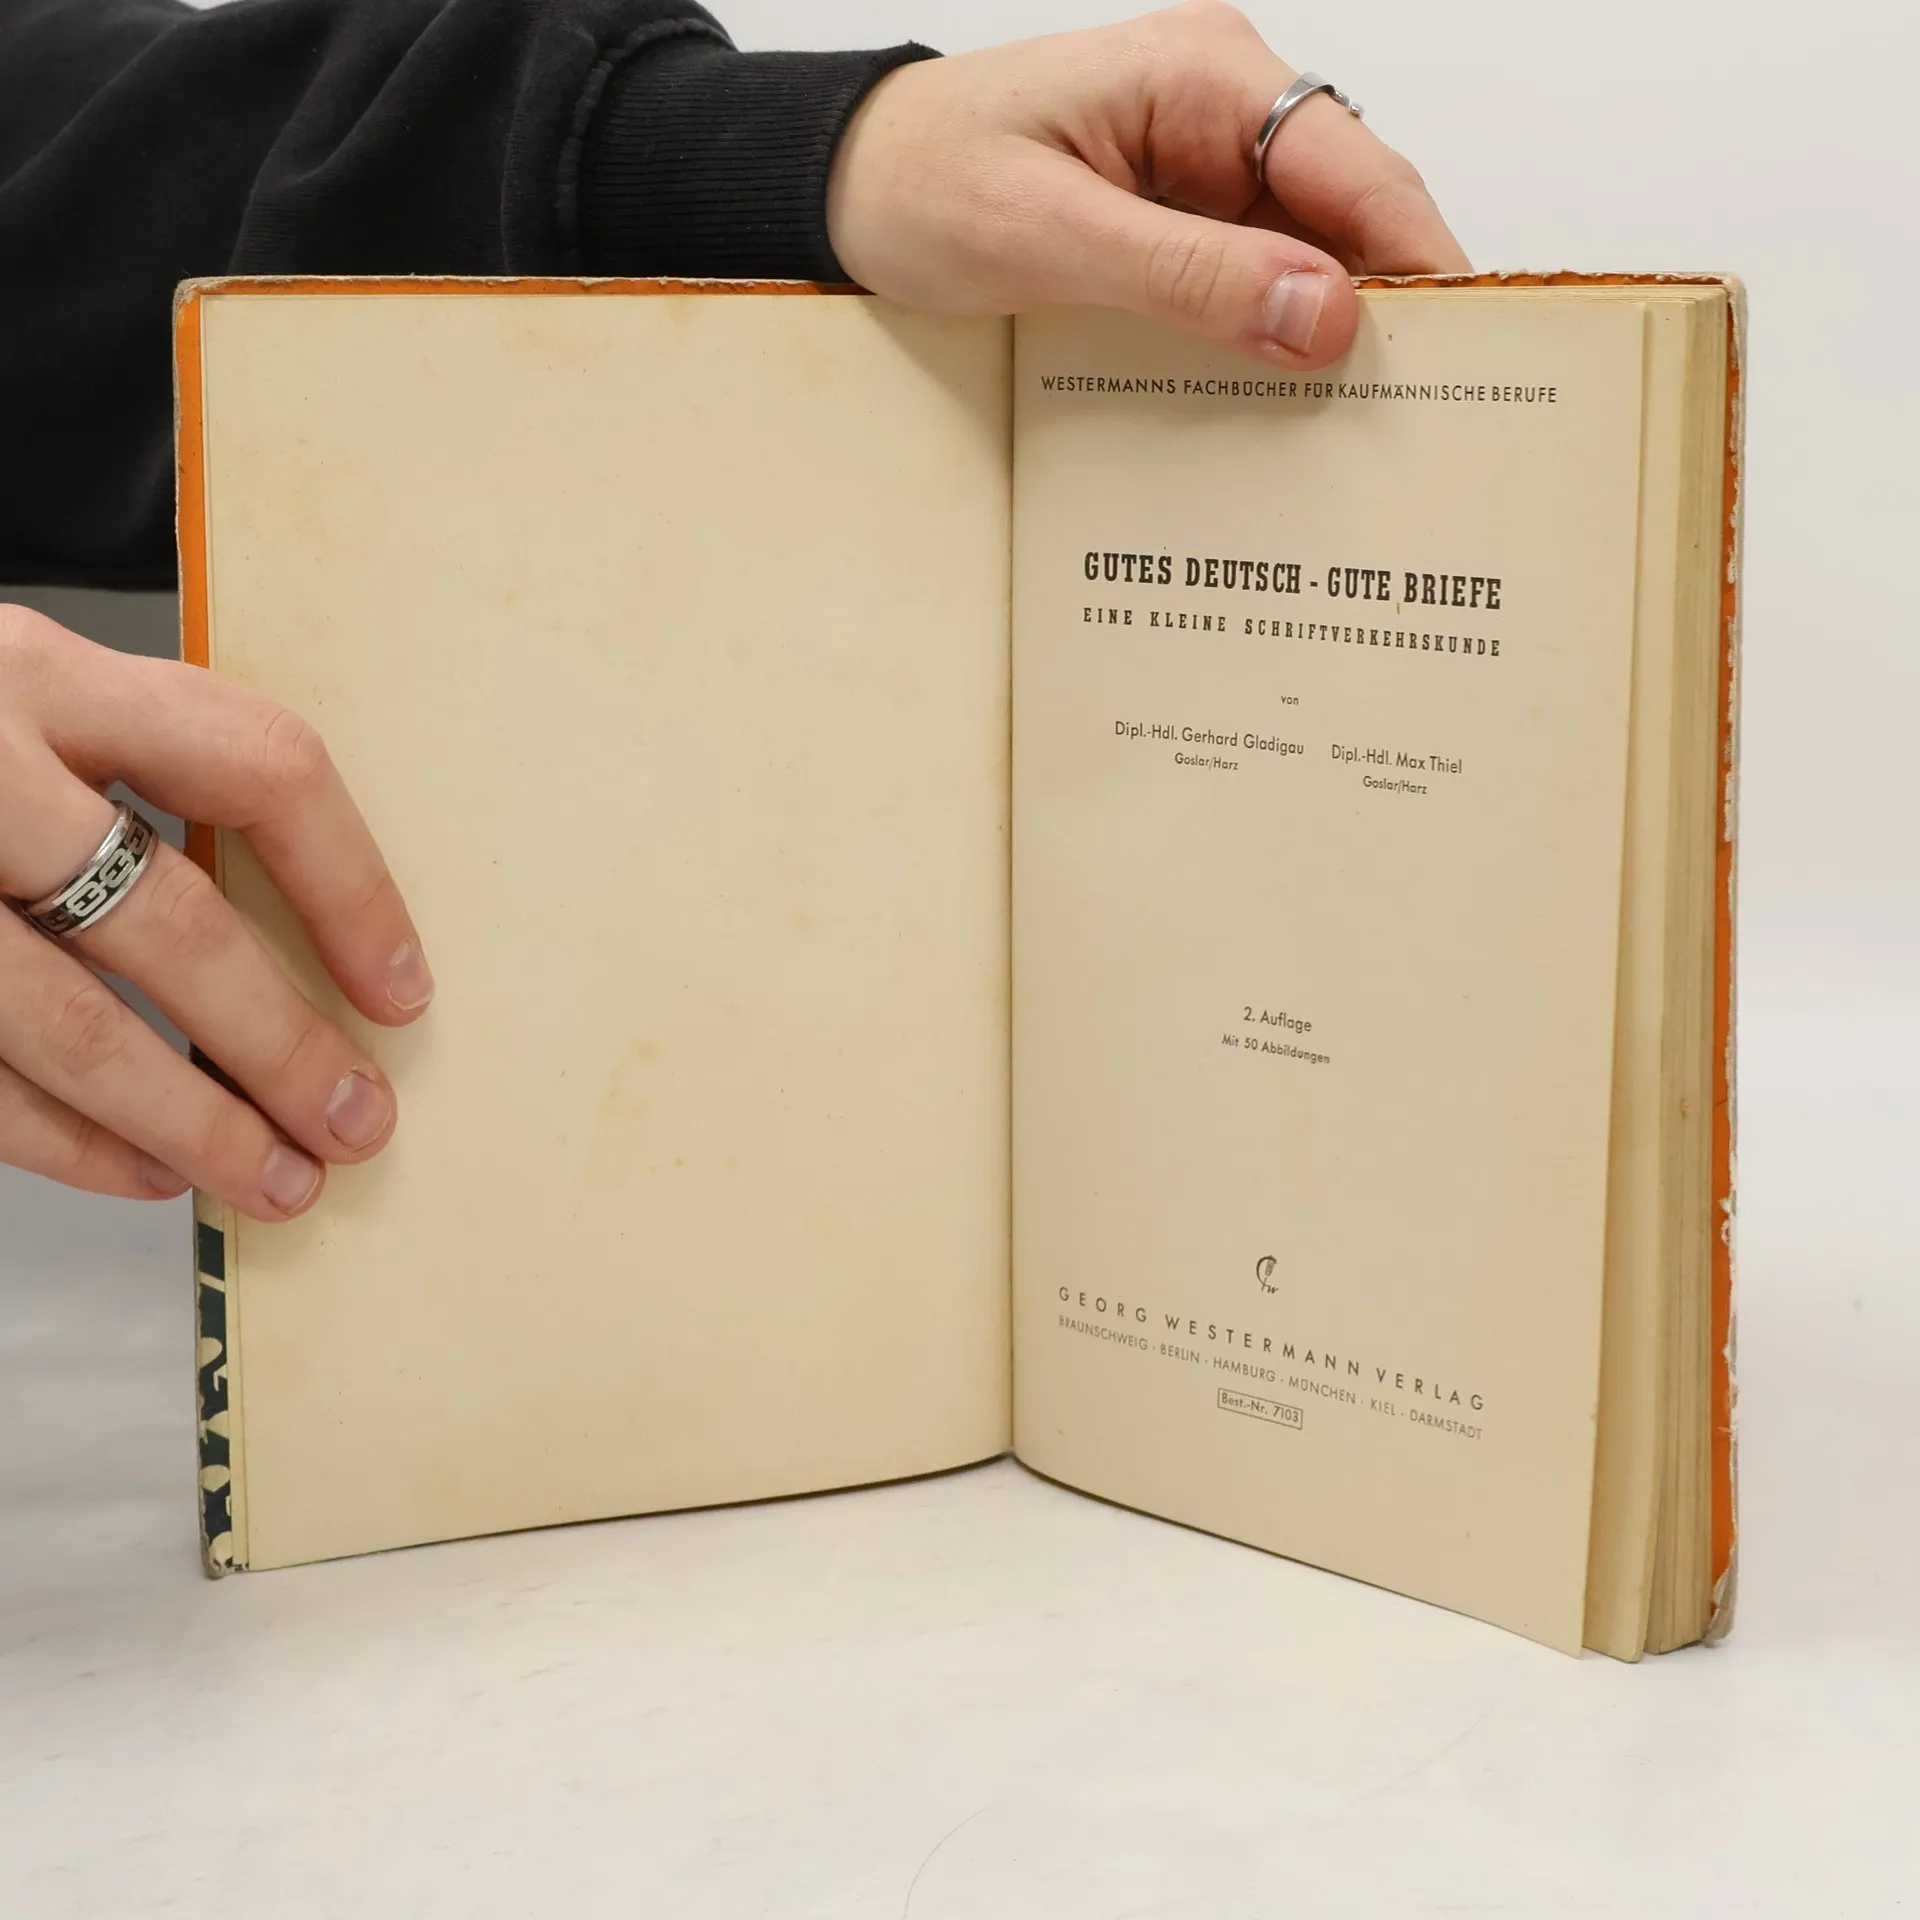 WESTERMANNS FACHBÜCHER FÜR KAUFMÄNNISCHE BERUFE
GUTES DEUTSCH - GUTE BRIEFE
EINE KLEINE SCHRIFTVERKEHRSKUNDE
von
Dipl.-Hdl. Gerhard Gladigau Dipl.-Hdl. Max Thiel
Goslar/Harz Goslar/Harz
2. Auflage
Mit 50 Abbildungen
GEORG WESTERMANN VERLAG
BRAUNSCHWEIG · BERLIN · HAMBURG · MÜNCHEN · KIEL · DARMSTADT
Best.-Nr. 7103